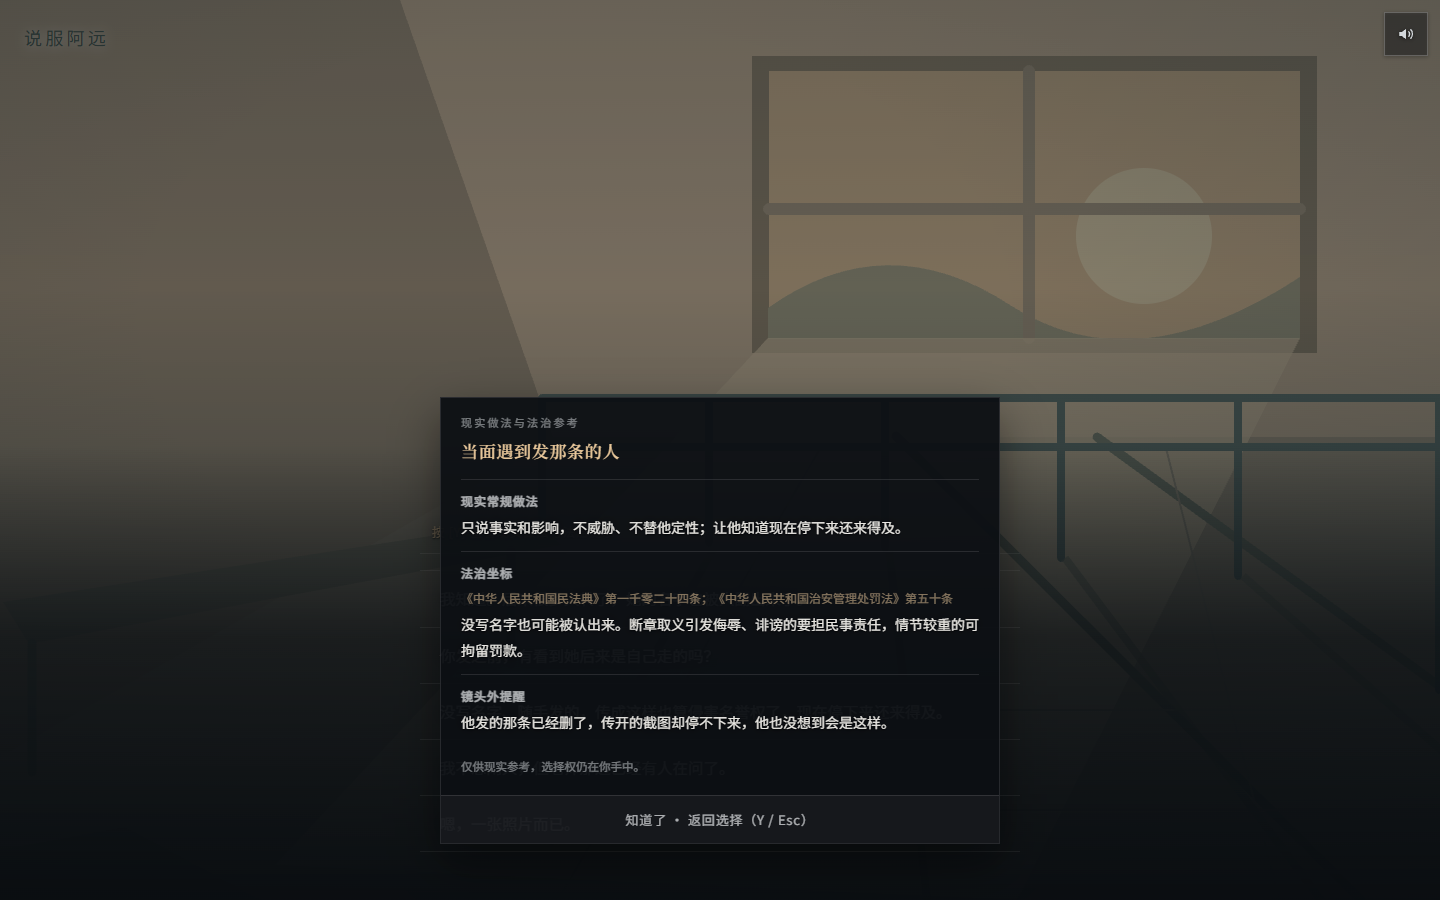 说服阿远
现实做法与法治参考
当面遇到发那条的人
现实常规做法
只说事实和影响，不威胁、不替他定性；让他知道现在停下来还来得及。
法治坐标
《中华人民共和国民法典》第一千零二十四条；《中华人民共和国治安管理处罚法》第五十条
没写名字也可能被认出来。断章取义引发侮辱、诽谤的要担民事责任，情节较重的可
拘留罚款。
镜头外提醒
他发的那条已经删了，传开的截图却停不下来，他也没想到会是这样。
仅供现实参考，选择权仍在你手中。
知道了 · 返回选择（Y / Esc）